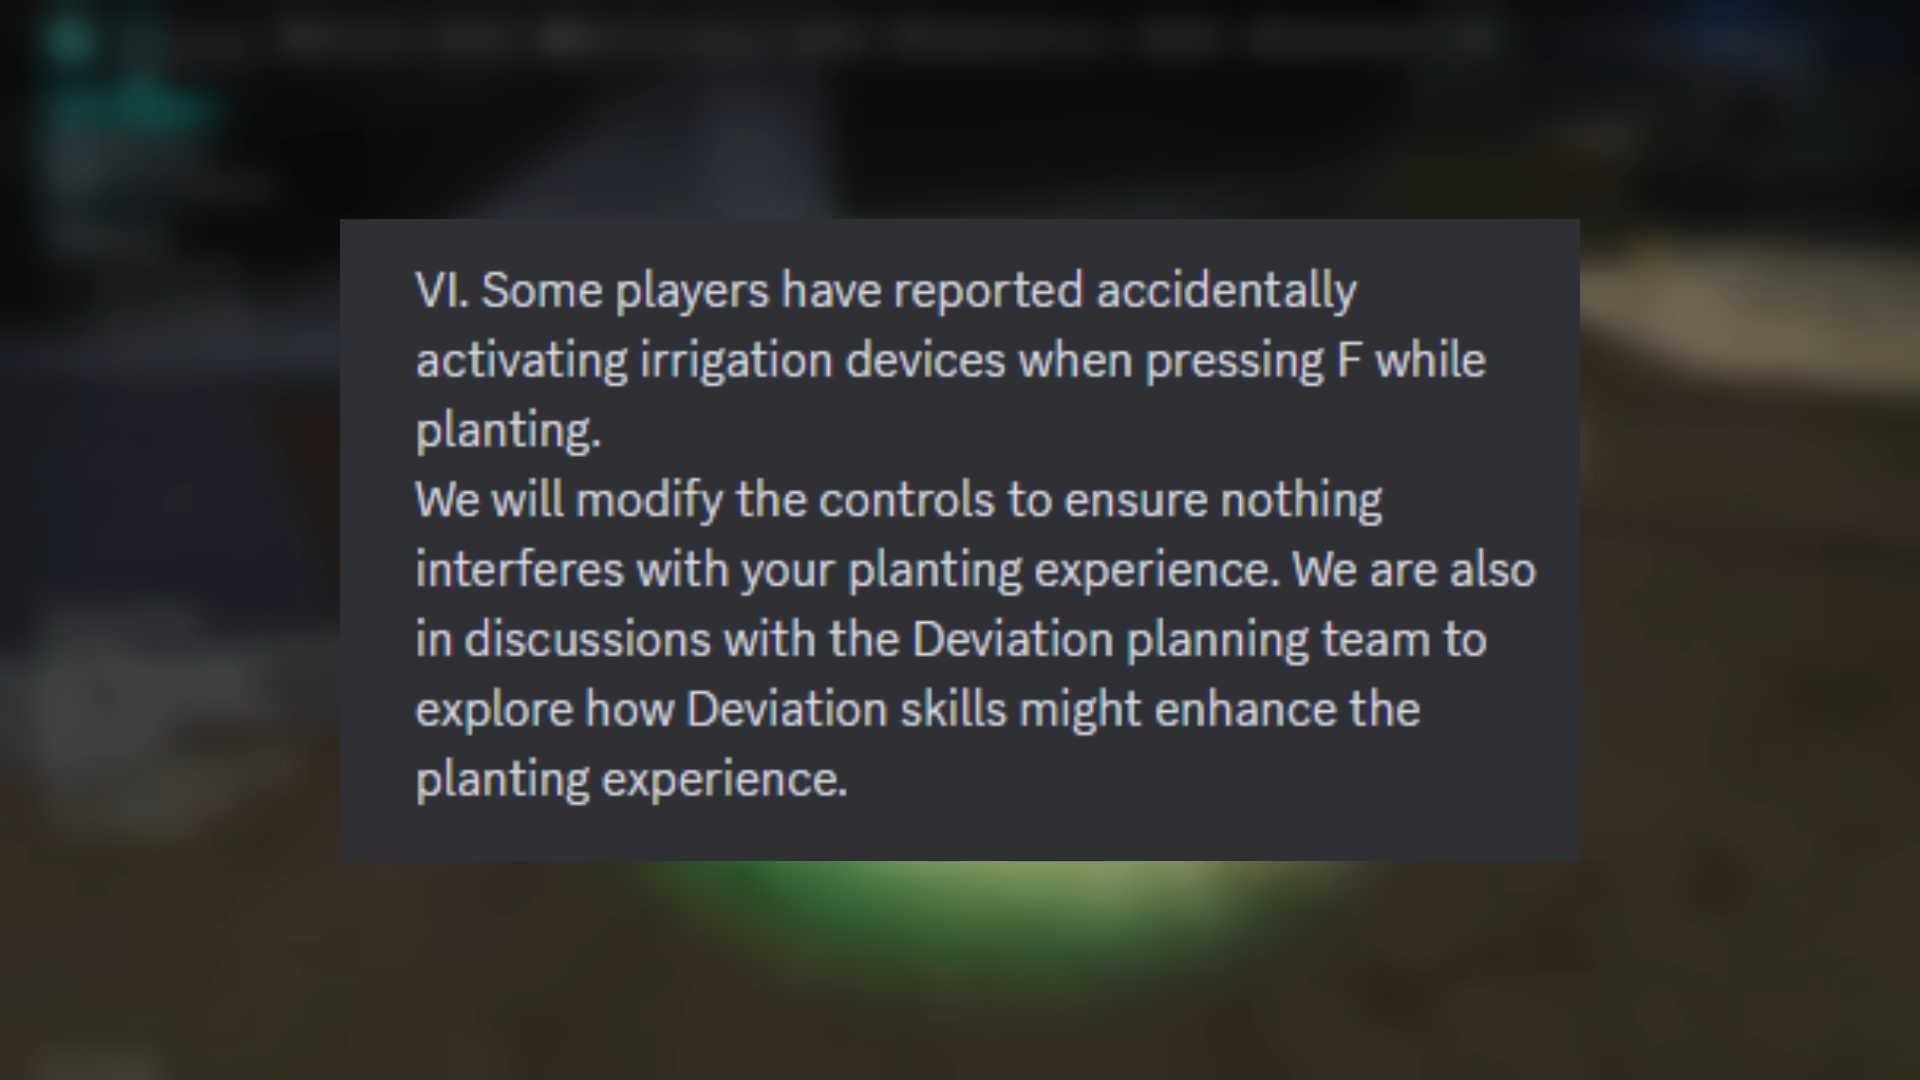 VI. Some players have reported accidentally
activating irrigation devices when pressing F while
planting.
We will modify the controls to ensure nothing
interferes with your planting experience. We are also
in discussions with the Deviation planning team to
explore how Deviation skills might enhance the
planting experience.